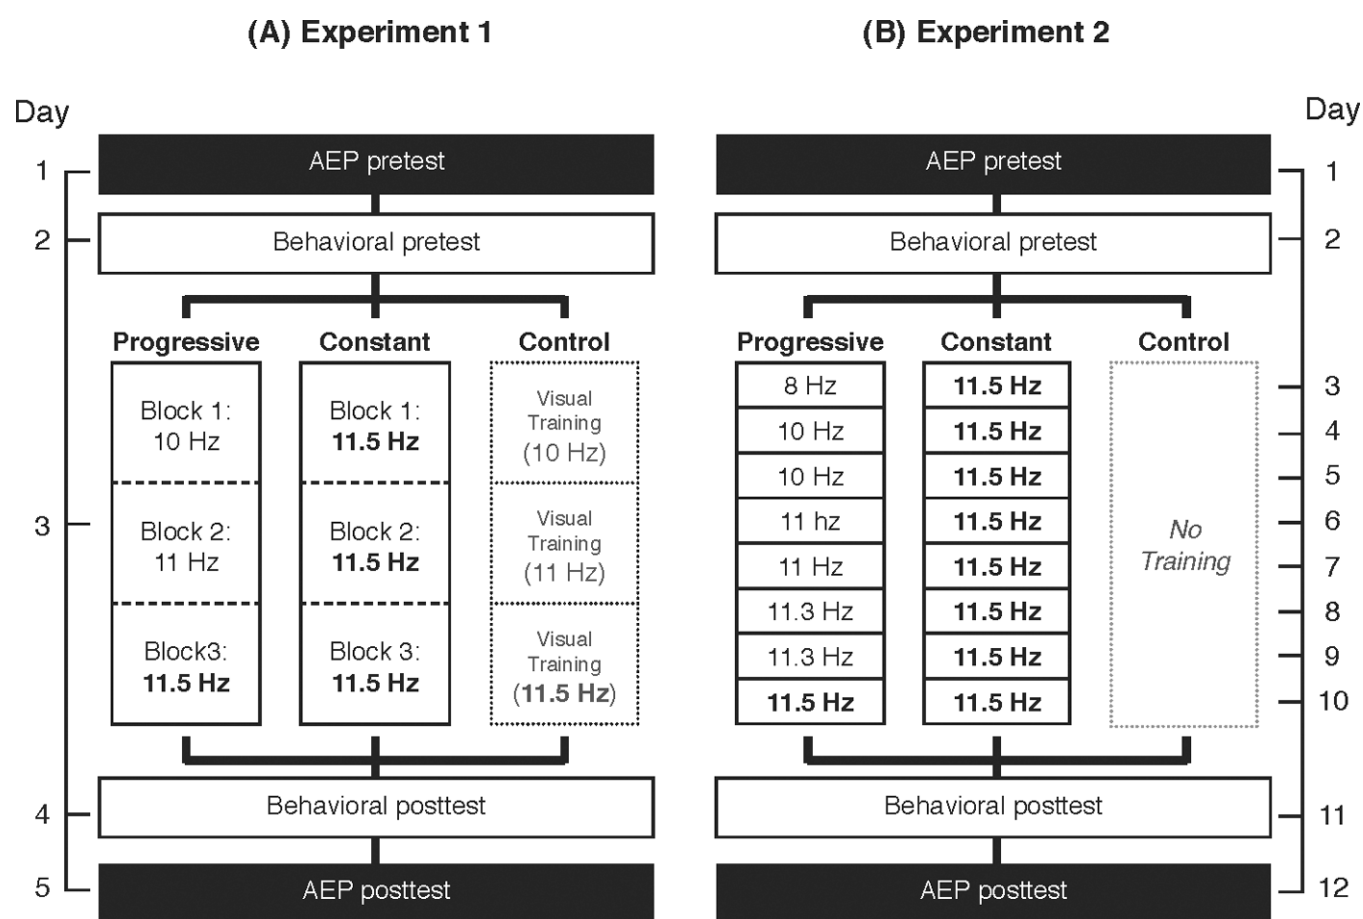 (A) Experiment 1
Day
1
AEP pretest
2
Behavioral pretest
Progressive
Constant
Control
3
Block 1:
10 Hz
Block 2:
11 Hz
Block3:
11.5 Hz
Block 1:
11.5 Hz
Block 2:
11.5 Hz
Block 3:
11.5 Hz
Visual
Training
(10 Hz)
Visual
Training
(11 Hz)
Visual
Training
(11.5 Hz)
4
Behavioral posttest
5
AEP posttest
(B) Experiment 2
Day
AEP pretest
1
Behavioral pretest
2
Progressive
Constant
Control
8 Hz
11.5 Hz
3
10 Hz
11.5 Hz
4
10 Hz
11.5 Hz
5
11 hz
11.5 Hz
6
11 Hz
11.5 Hz
7
11.3 Hz
11.5 Hz
8
11.3 Hz
11.5 Hz
9
11.5 Hz
11.5 Hz
10
No
Training
Behavioral posttest
11
AEP posttest
12